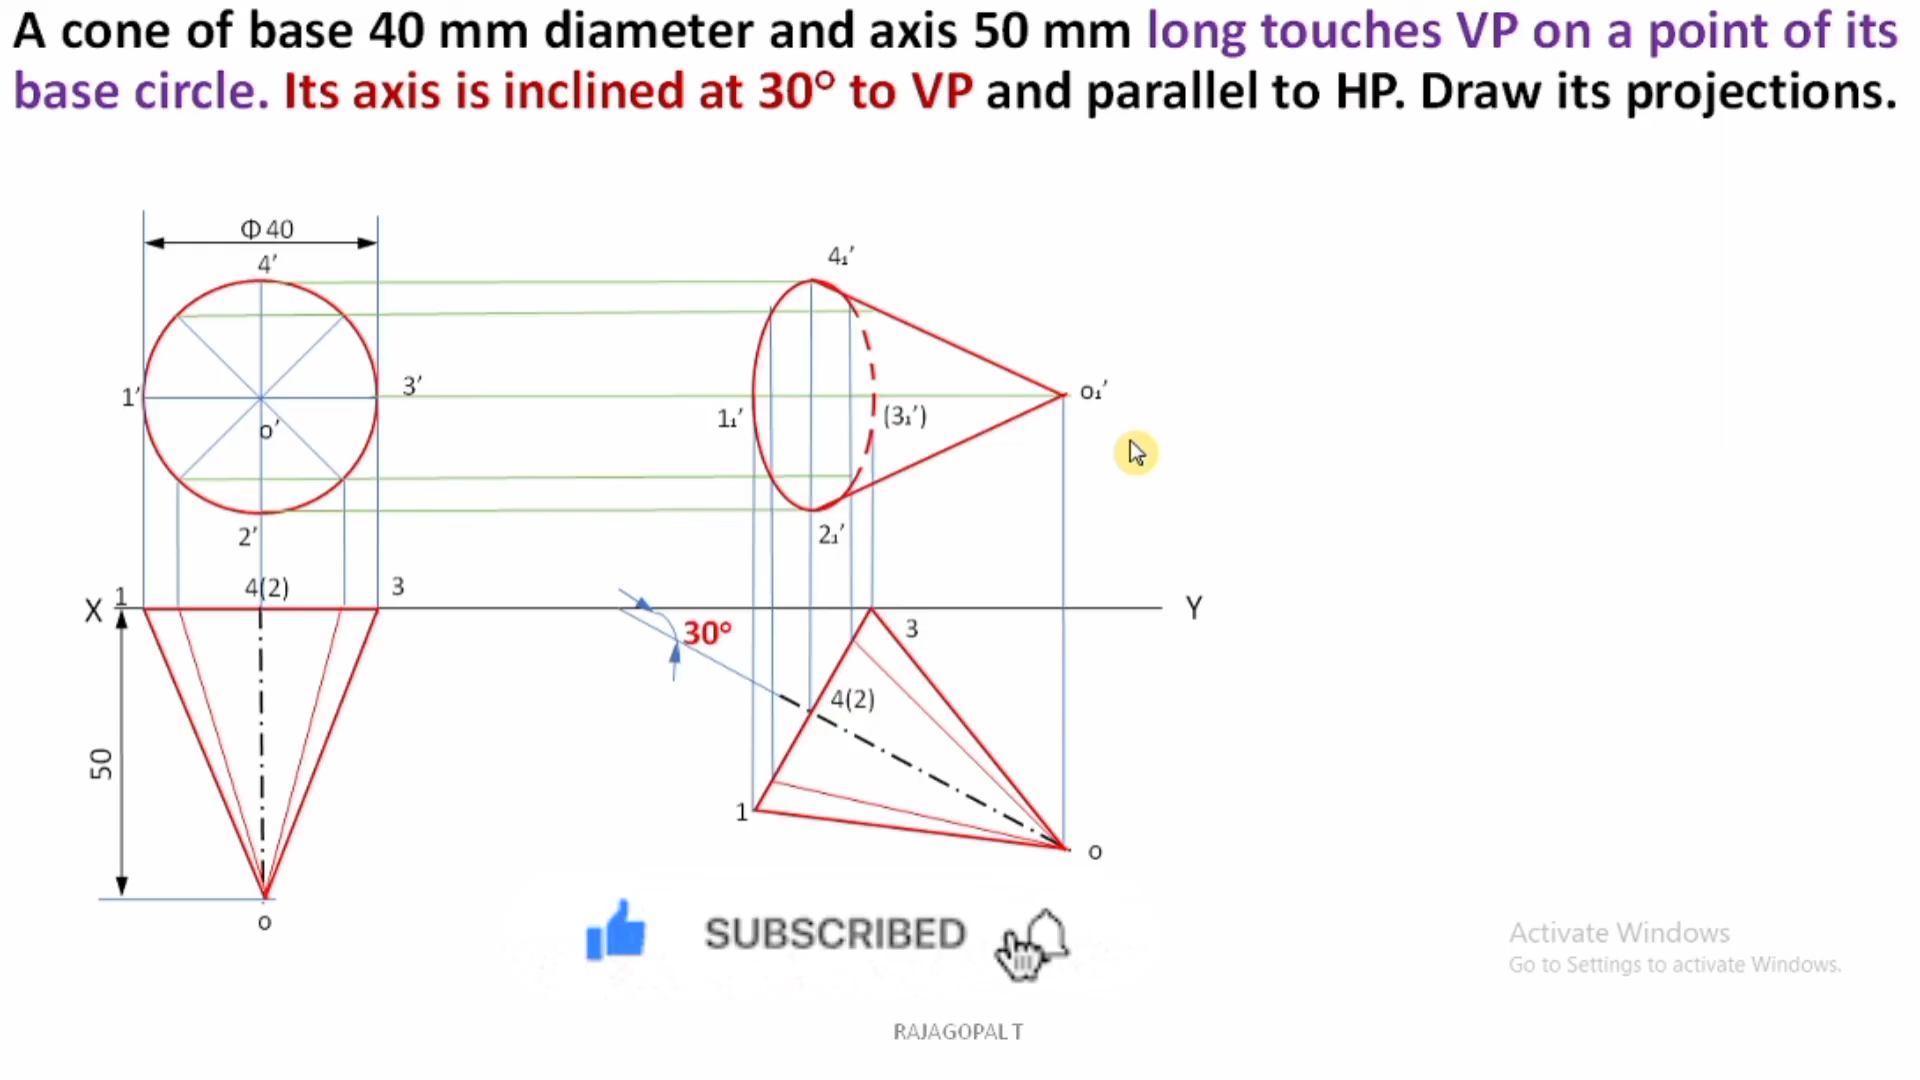 A cone of base 40 mm diameter and axis 50 mm long touches VP on a point of its
base circle. Its axis is inclined at 30° to VP and parallel to HP. Draw its projections.
Φ40
4'
4₁'
1'
3'
o'
1₁'
(3₁')
o₁'
2'
2₁'
X
1
4(2)
3
Y
30°
3
4(2)
50
1
o
o
SUBSCRIBED
Activate Windows
Go to Settings to activate Windows.
RAJAGOPAL T